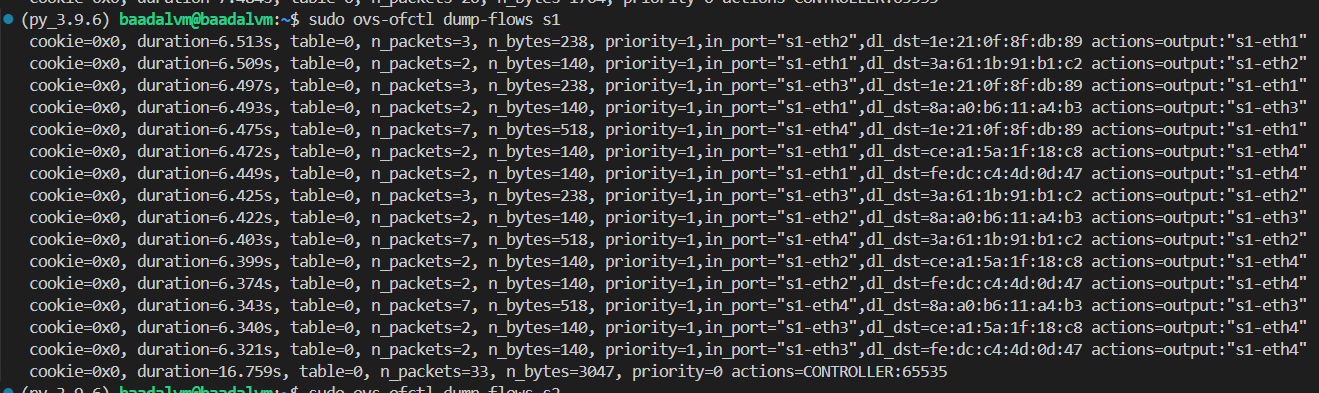 (py_3.9.6) baadalvm@baadalvm:~$ sudo ovs-ofctl dump-flows s1
cookie=0x0, duration=6.513s, table=0, n_packets=3, n_bytes=238, priority=1,in_port="s1-eth2",dl_dst=1e:21:0f:8f:db:89 actions=output:"s1-eth1"
cookie=0x0, duration=6.509s, table=0, n_packets=2, n_bytes=140, priority=1,in_port="s1-eth1",dl_dst=3a:61:1b:91:b1:c2 actions=output:"s1-eth2"
cookie=0x0, duration=6.497s, table=0, n_packets=3, n_bytes=238, priority=1,in_port="s1-eth3",dl_dst=1e:21:0f:8f:db:89 actions=output:"s1-eth1"
cookie=0x0, duration=6.493s, table=0, n_packets=2, n_bytes=140, priority=1,in_port="s1-eth1",dl_dst=8a:a0:b6:11:a4:b3 actions=output:"s1-eth3"
cookie=0x0, duration=6.475s, table=0, n_packets=7, n_bytes=518, priority=1,in_port="s1-eth4",dl_dst=1e:21:0f:8f:db:89 actions=output:"s1-eth1"
cookie=0x0, duration=6.472s, table=0, n_packets=2, n_bytes=140, priority=1,in_port="s1-eth1",dl_dst=ce:a1:5a:1f:18:c8 actions=output:"s1-eth4"
cookie=0x0, duration=6.449s, table=0, n_packets=2, n_bytes=140, priority=1,in_port="s1-eth1",dl_dst=fe:dc:c4:4d:0d:47 actions=output:"s1-eth4"
cookie=0x0, duration=6.425s, table=0, n_packets=3, n_bytes=238, priority=1,in_port="s1-eth3",dl_dst=3a:61:1b:91:b1:c2 actions=output:"s1-eth2"
cookie=0x0, duration=6.422s, table=0, n_packets=2, n_bytes=140, priority=1,in_port="s1-eth2",dl_dst=8a:a0:b6:11:a4:b3 actions=output:"s1-eth3"
cookie=0x0, duration=6.403s, table=0, n_packets=7, n_bytes=518, priority=1,in_port="s1-eth4",dl_dst=3a:61:1b:91:b1:c2 actions=output:"s1-eth2"
cookie=0x0, duration=6.399s, table=0, n_packets=2, n_bytes=140, priority=1,in_port="s1-eth2",dl_dst=ce:a1:5a:1f:18:c8 actions=output:"s1-eth4"
cookie=0x0, duration=6.374s, table=0, n_packets=2, n_bytes=140, priority=1,in_port="s1-eth2",dl_dst=fe:dc:c4:4d:0d:47 actions=output:"s1-eth4"
cookie=0x0, duration=6.343s, table=0, n_packets=7, n_bytes=518, priority=1,in_port="s1-eth4",dl_dst=8a:a0:b6:11:a4:b3 actions=output:"s1-eth3"
cookie=0x0, duration=6.340s, table=0, n_packets=2, n_bytes=140, priority=1,in_port="s1-eth3",dl_dst=ce:a1:5a:1f:18:c8 actions=output:"s1-eth4"
cookie=0x0, duration=6.321s, table=0, n_packets=2, n_bytes=140, priority=1,in_port="s1-eth3",dl_dst=fe:dc:c4:4d:0d:47 actions=output:"s1-eth4"
cookie=0x0, duration=16.759s, table=0, n_packets=33, n_bytes=3047, priority=0 actions=CONTROLLER:65535
(py_3.9.6) baadalvm@baadalvm:~$ sudo ovs-ofctl dump-flows